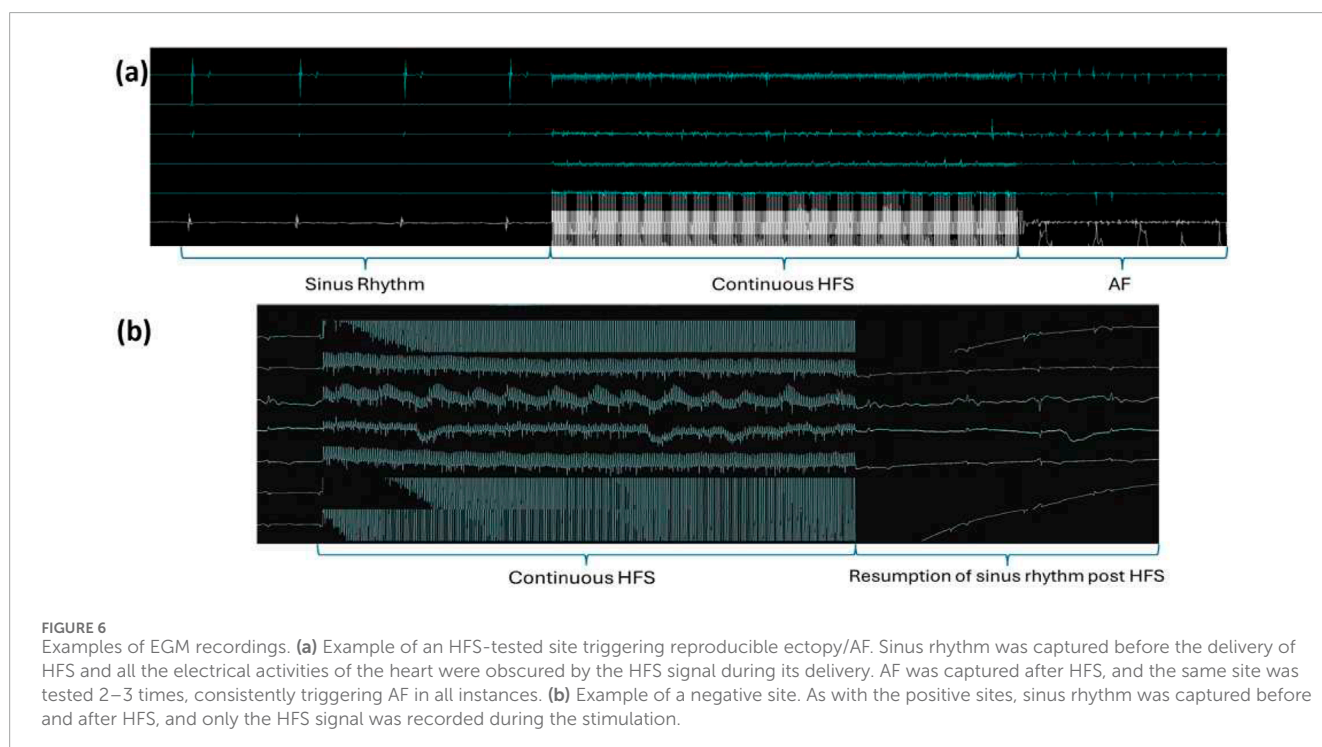 (a)
Sinus Rhythm
Continuous HFS
AF
(b)
Continuous HFS
Resumption of sinus rhythm post HFS
FIGURE 6
Examples of EGM recordings. (a) Example of an HFS-tested site triggering reproducible ectopy/AF. Sinus rhythm was captured before the delivery of
HFS and all the electrical activities of the heart were obscured by the HFS signal during its delivery. AF was captured after HFS, and the same site was
tested 2–3 times, consistently triggering AF in all instances. (b) Example of a negative site. As with the positive sites, sinus rhythm was captured before
and after HFS, and only the HFS signal was recorded during the stimulation.